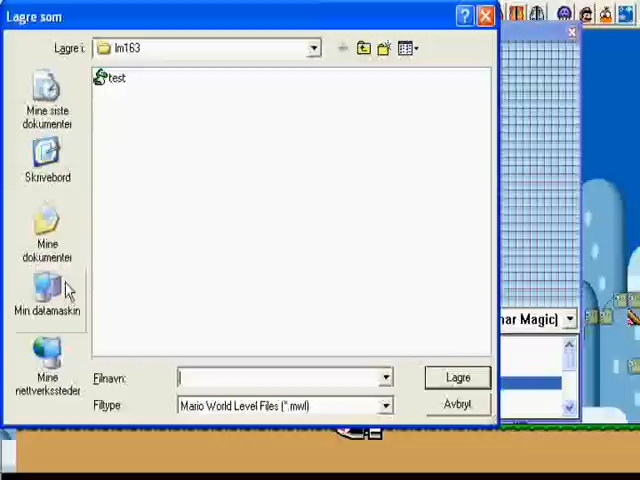 Lagre som
Lagre i:
lm163
test
Mine siste
dokumenter
Skrivebord
Mine
dokumenter
Min datamaskin
Mine
nettverkssteder
Filnavn:
Lagre
Filtype:
Mario World Level Files (*.mwl)
Avbryt
nar Magic)